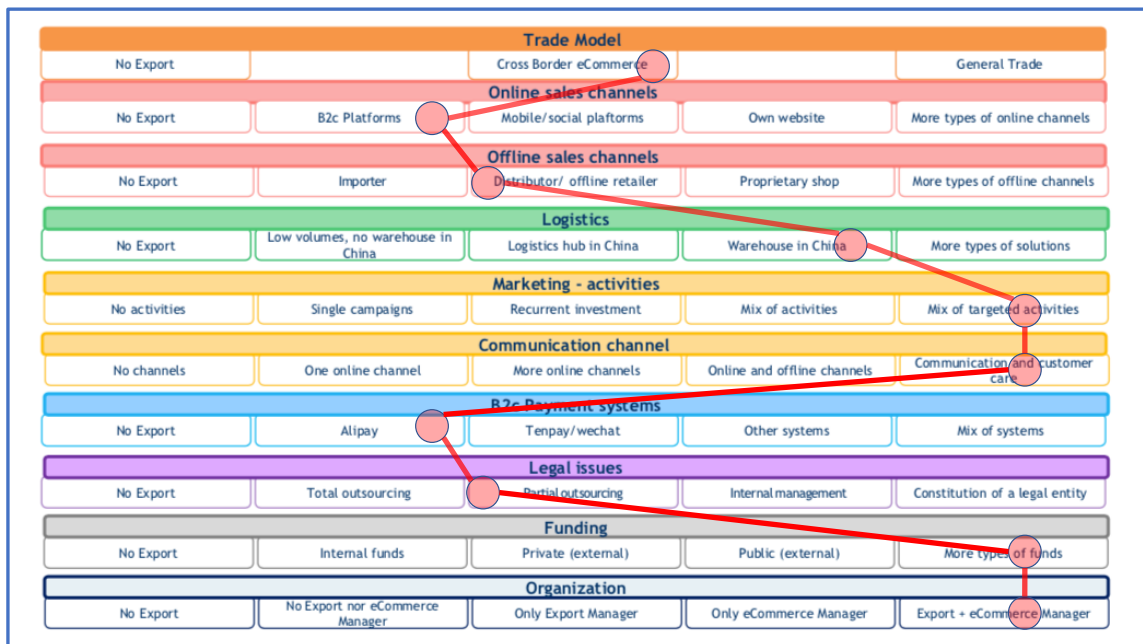 Trade Model
No Export
Cross Border eCommerce
General Trade
Online sales channels
No Export
B2c Platforms
Mobile/social plaftorms
Own website
More types of online channels
Offline sales channels
No Export
Importer
Distributor/ offline retailer
Proprietary shop
More types of offline channels
Logistics
No Export
Low volumes, no warehouse in
China
Logistics hub in China
Warehouse in China
More types of solutions
Marketing - activities
No activities
Single campaigns
Recurrent investment
Mix of activities
Mix of targeted activities
Communication channel
No channels
One online channel
More online channels
Online and offline channels
Communication and customer
care
B2c Payment systems
No Export
Alipay
Tenpay/wechat
Other systems
Mix of systems
Legal issues
No Export
Total outsourcing
Partial outsourcing
Internal management
Constitution of a legal entity
Funding
No Export
Internal funds
Private (external)
Public (external)
More types of funds
Organization
No Export
No Export nor eCommerce
Manager
Only Export Manager
Only eCommerce Manager
Export + eCommerce Manager